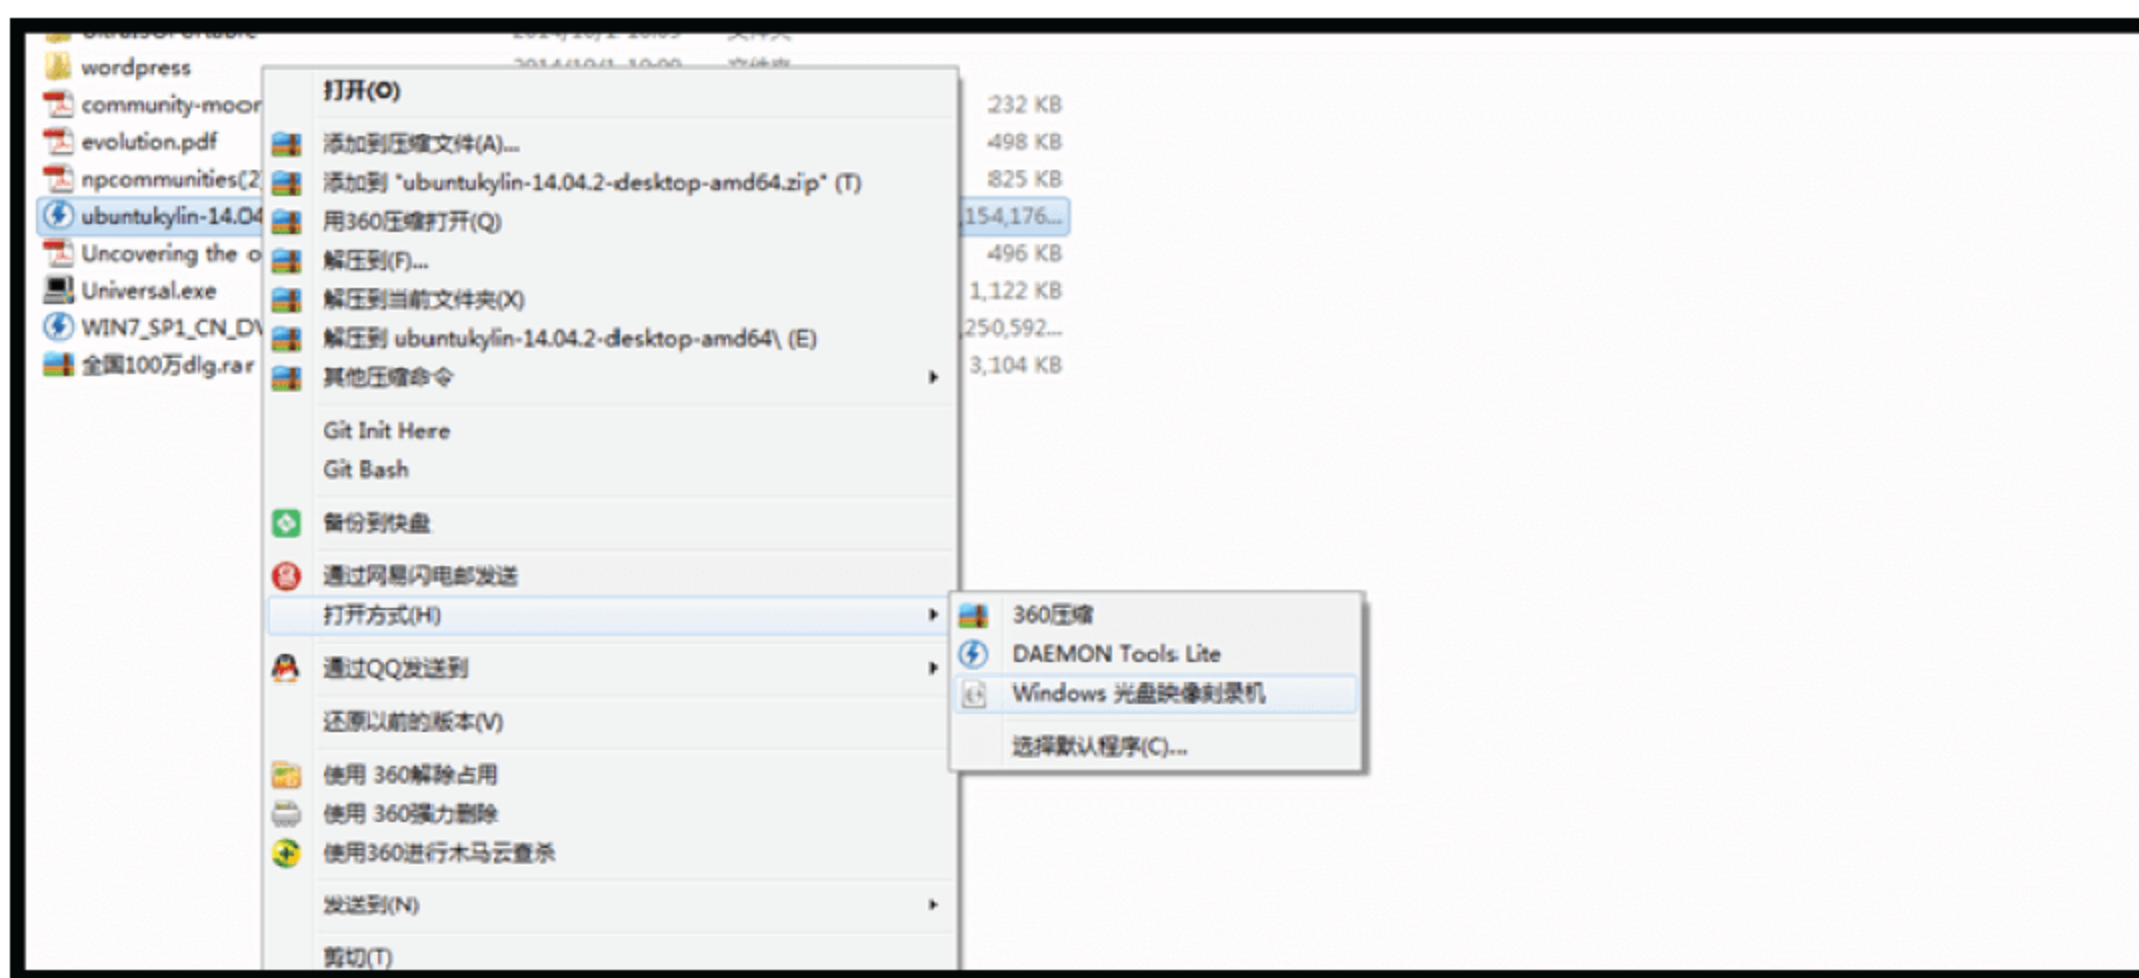 wordpress
community-moor
232 KB
evolution.pdf
498 KB
npcommunities(2
825 KB
ubuntukylin-14.04
,154,176...
Uncovering the o
496 KB
Universal.exe
1,122 KB
WIN7_SP1_CN_DV
,250,592...
全国100万dlg.rar
3,104 KB
打开(O)
添加到压缩文件(A)...
添加到 "ubuntukylin-14.04.2-desktop-amd64.zip" (T)
用360压缩打开(Q)
解压到(F)...
解压到当前文件夹(X)
解压到 ubuntukylin-14.04.2-desktop-amd64\ (E)
其他压缩命令
Git Init Here
Git Bash
备份到快盘
通过网易闪电邮发送
打开方式(H)
通过QQ发送到
还原以前的版本(V)
使用 360解除占用
使用 360强力删除
使用360进行木马云查杀
发送到(N)
剪切(T)
360压缩
DAEMON Tools Lite
Windows 光盘映像刻录机
选择默认程序(C)...